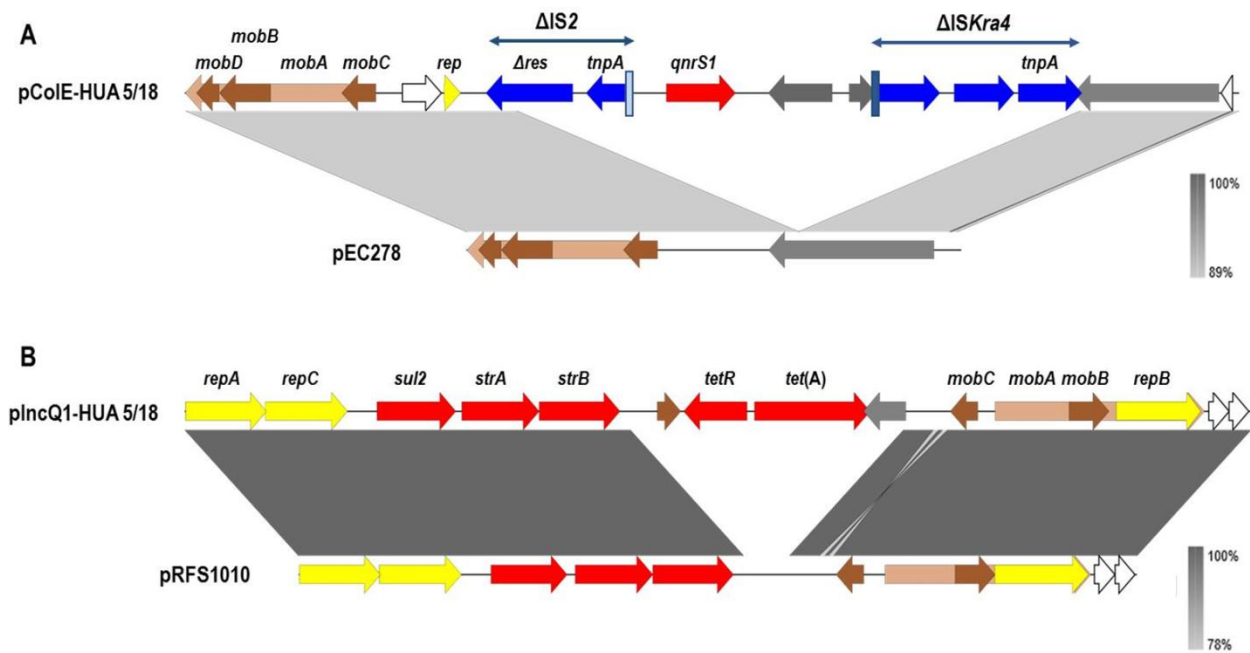 A
ΔIS2
ΔISKra4
mobB
mobD mobA mobC rep Δres tnpA qnrS1 tnpA
pColE-HUA 5/18
100%
pEC278
89%
B
repA repC sul2 strA strB tetR tet(A) mobC mobA mobB repB
pIncQ1-HUA 5/18
100%
pRFS1010
78%